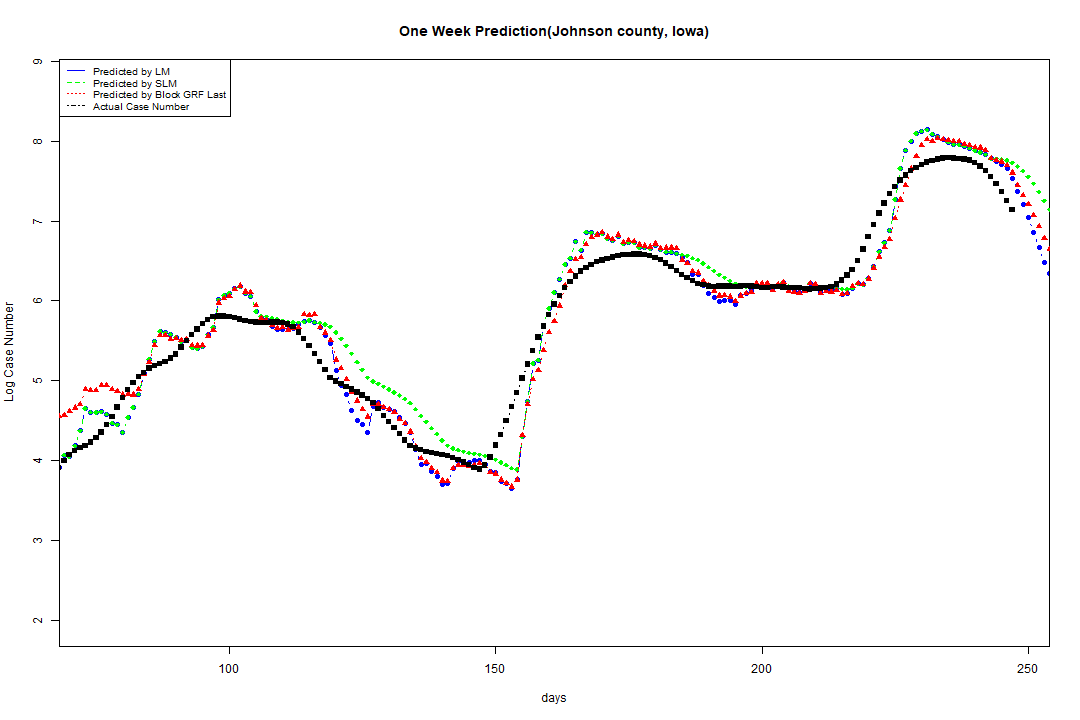 One Week Prediction(Johnson county, Iowa)
Predicted by LM
Predicted by SLM
Predicted by Block GRF Last
Actual Case Number
9
8
7
6
5
4
3
2
Log Case Number
100 150 200 250
days